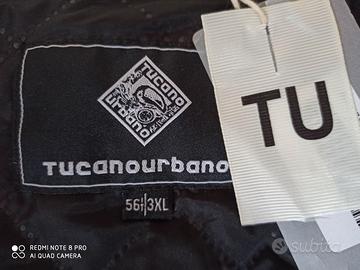 Tucano
urbano
TUCANOURBANO
56/3XL
TU
REDMI NOTE 8 PRO
AI QUAD CAMERA
subito